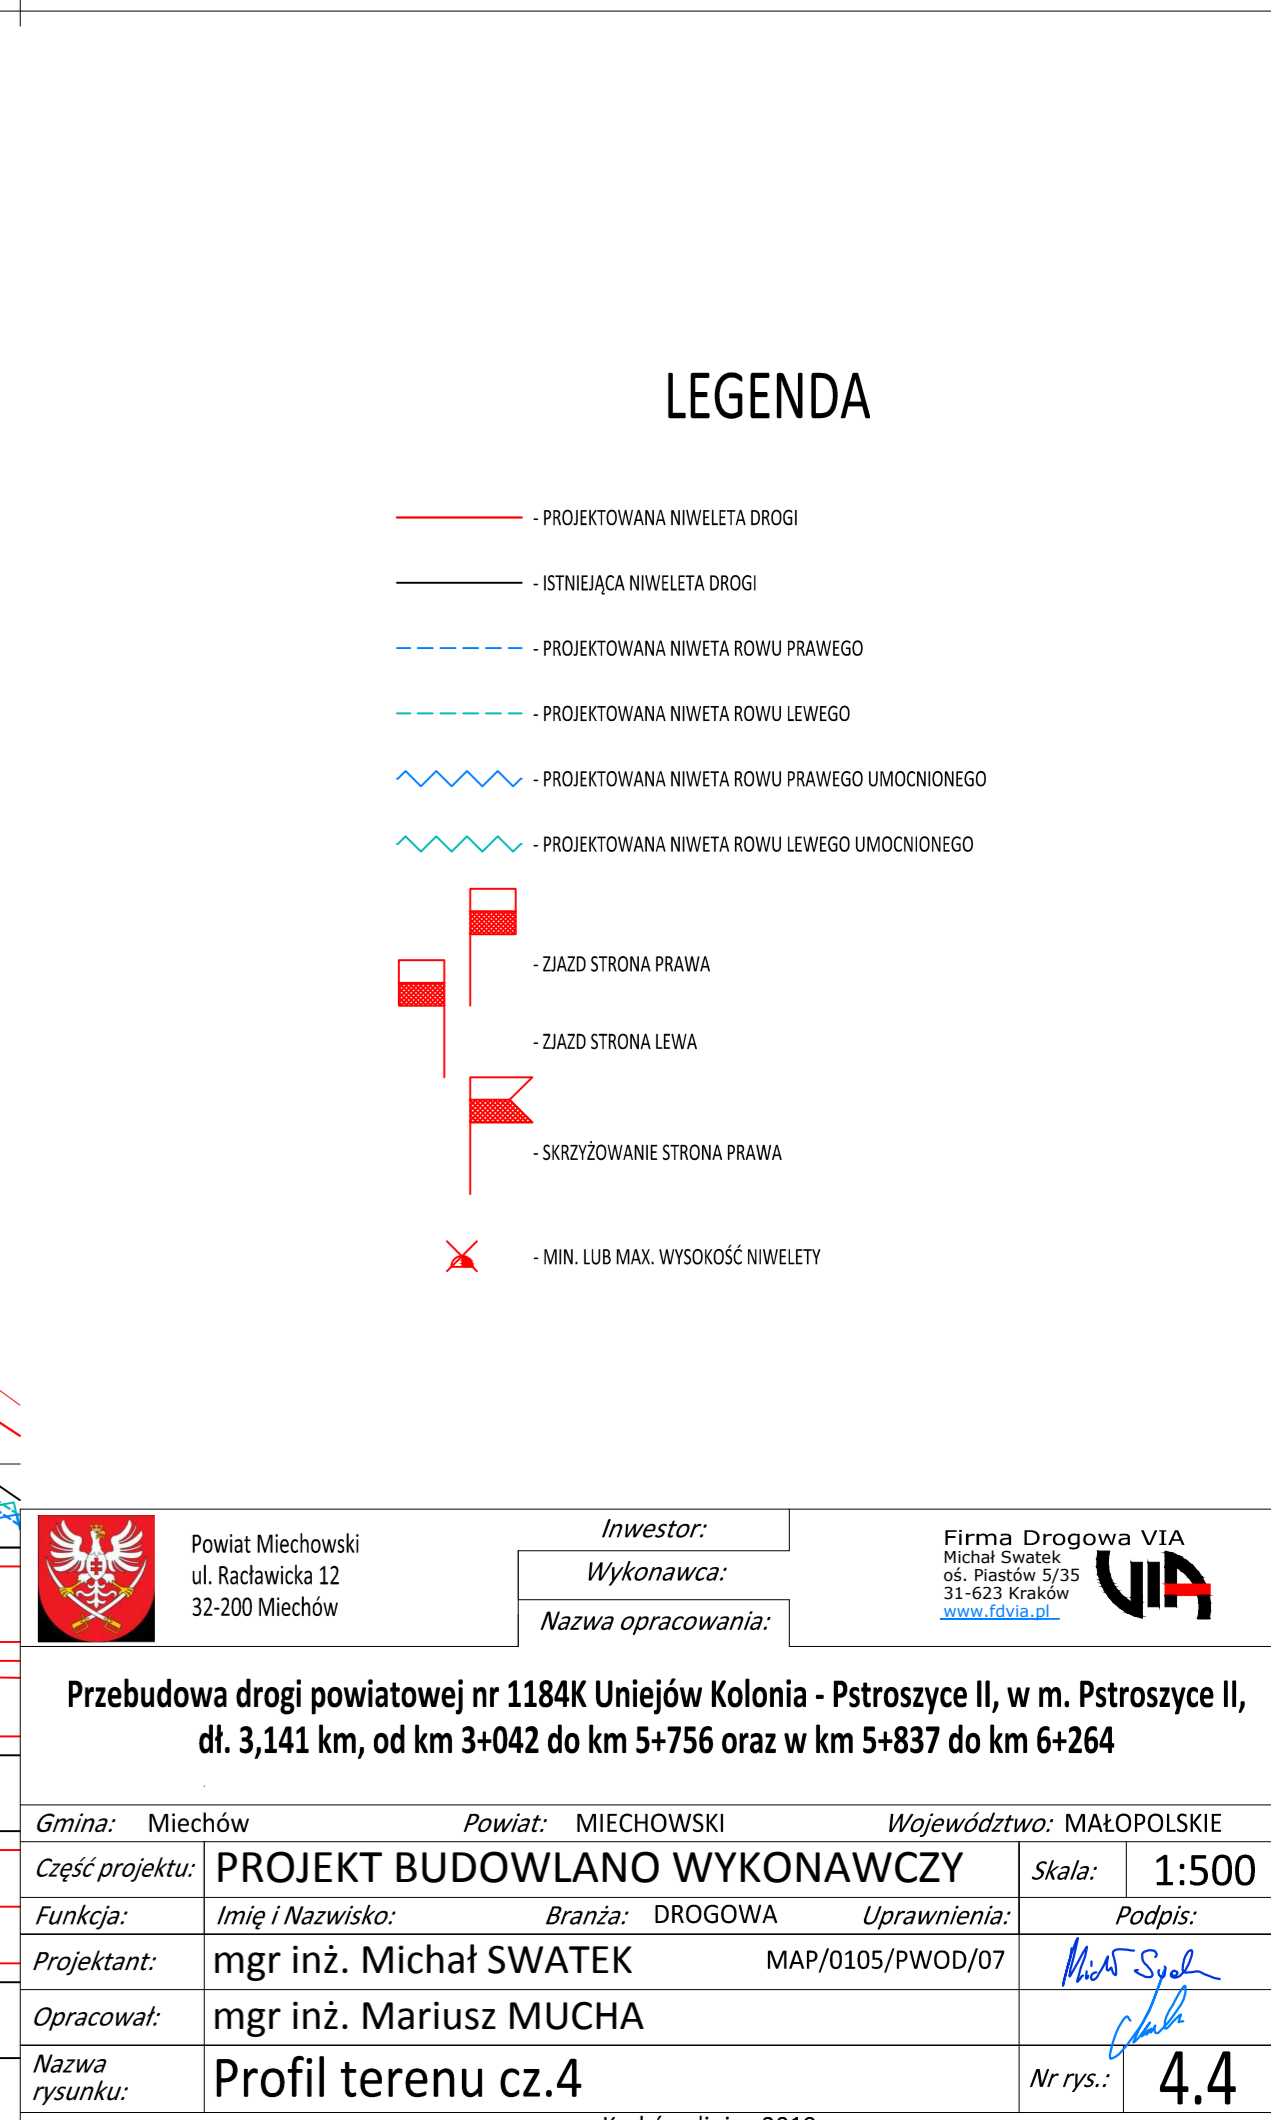 LEGENDA
- PROJEKTOWANA NIWELETA DROGI
- ISTNIEJĄCA NIWELETA DROGI
- PROJEKTOWANA NIWETA ROWU PRAWEGO
- PROJEKTOWANA NIWETA ROWU LEWEGO
- PROJEKTOWANA NIWETA ROWU PRAWEGO UMOCNIONEGO
- PROJEKTOWANA NIWETA ROWU LEWEGO UMOCNIONEGO
- ZJAZD STRONA PRAWA
- ZJAZD STRONA LEWA
- SKRZYŻOWANIE STRONA PRAWA
- MIN. LUB MAX. WYSOKOŚĆ NIWELETY
Powiat Miechowski
ul. Racławicka 12
32-200 Miechów
Inwestor:
Wykonawca:
Nazwa opracowania:
Firma Drogowa VIA
Michał Swatek
oś. Piastów 5/35
31-623 Kraków
www.fdvia.pl
VIA
Przebudowa drogi powiatowej nr 1184K Uniejów Kolonia - Pstroszyce II, w m. Pstroszyce II,
dł. 3,141 km, od km 3+042 do km 5+756 oraz w km 5+837 do km 6+264
Gmina: Miechów Powiat: MIECHOWSKI Województwo: MAŁOPOLSKIE
Część projektu: PROJEKT BUDOWLANO WYKONAWCZY Skala: 1:500
Funkcja: Imię i Nazwisko: Branża: DROGOWA Uprawnienia: Podpis:
Projektant: mgr inż. Michał SWATEK MAP/0105/PWOD/07
Opracował: mgr inż. Mariusz MUCHA
Nazwa
rysunku: Profil terenu cz.4 Nr rys.: 4.4